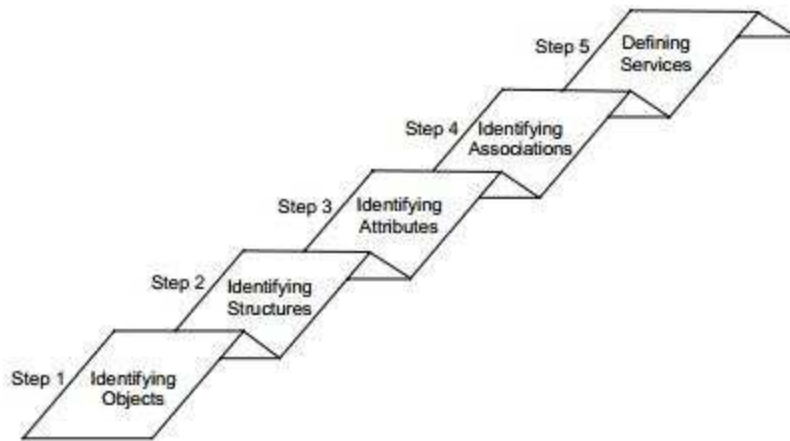 Step 5
Defining
Services
Step 4
Identifying
Associations
Step 3
Identifying
Attributes
Step 2
Identifying
Structures
Step 1
Identifying
Objects